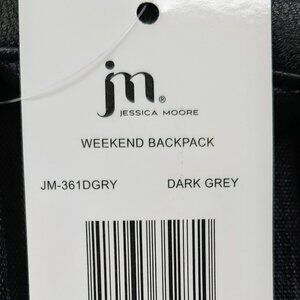 jm®
JESSICA MOORE
WEEKEND BACKPACK
JM-361DGRY DARK GREY